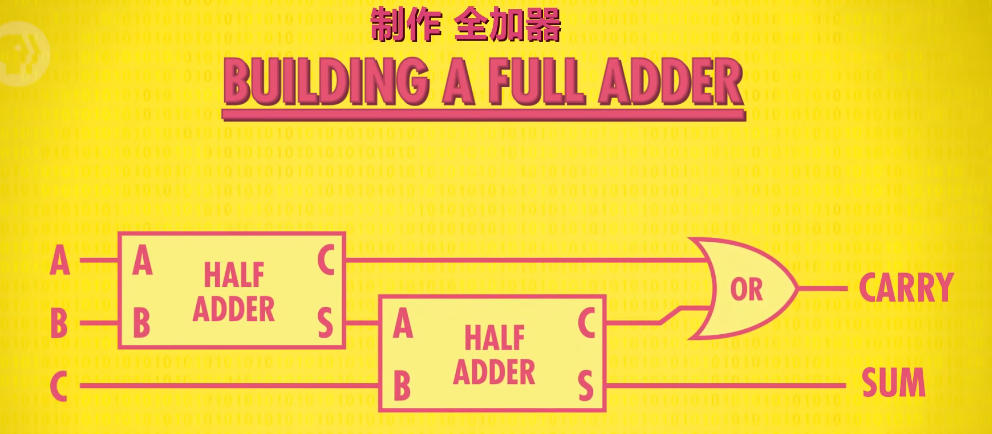 制作 全加器
BUILDING A FULL ADDER
A A HALF ADDER C
B B S
A HALF ADDER C
C B S
OR
CARRY
SUM